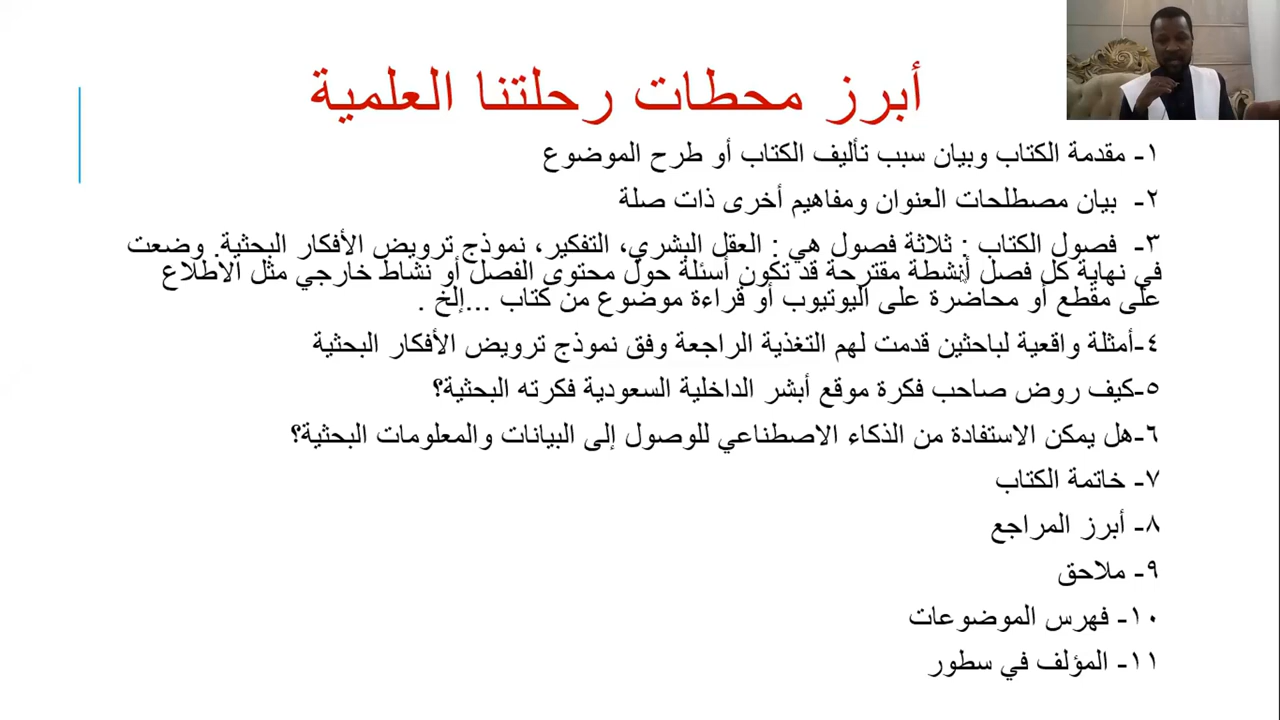 أبرز محطات رحلتنا العلمية
١- مقدمة الكتاب وبيان سبب تأليف الكتاب أو طرح الموضوع
٢- بيان مصطلحات العنوان ومفاهيم أخرى ذات صلة
٣- فصول الكتاب : ثلاثة فصول هي : العقل البشري، التفكير، نموذج ترويض الأفكار البحثية. وضعت
في نهاية كل فصل أنشطة مقترحة قد تكون أسئلة حول محتوى الفصل أو نشاط خارجي مثل الاطلاع
على مقطع أو محاضرة على اليوتيوب أو قراءة موضوع من كتاب ...إلخ .
٤-أمثلة واقعية لباحثين قدمت لهم التغذية الراجعة وفق نموذج ترويض الأفكار البحثية
٥-كيف روض صاحب فكرة موقع أبشر الداخلية السعودية فكرته البحثية؟
٦-هل يمكن الاستفادة من الذكاء الاصطناعي للوصول إلى البيانات والمعلومات البحثية؟
٧- خاتمة الكتاب
٨- أبرز المراجع
٩- ملاحق
١٠- فهرس الموضوعات
١١- المؤلف في سطور